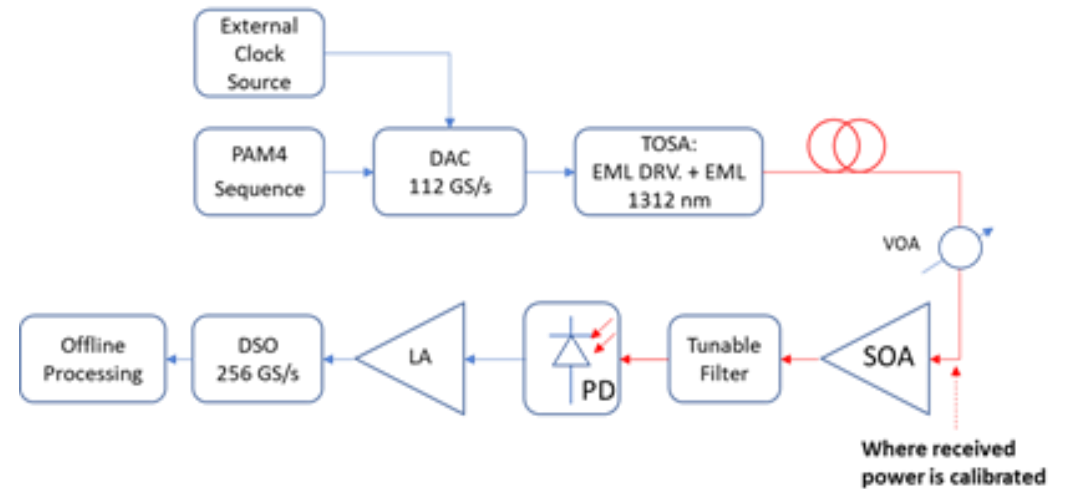 External
Clock
Source
PAM4
Sequence
DAC
112 GS/s
TOSA:
EML DRV. + EML
1312 nm
VOA
Offline
Processing
DSO
256 GS/s
LA
PD
Tunable
Filter
SOA
Where received
power is calibrated